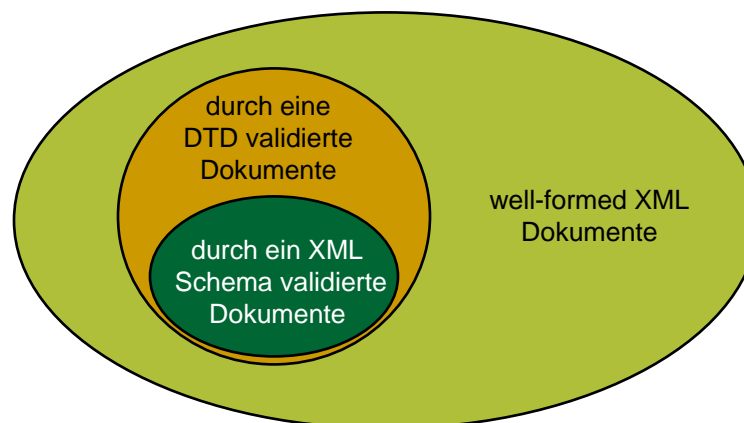 durch eine
DTD validierte
Dokumente
well-formed XML
Dokumente
durch ein XML
Schema validierte
Dokumente